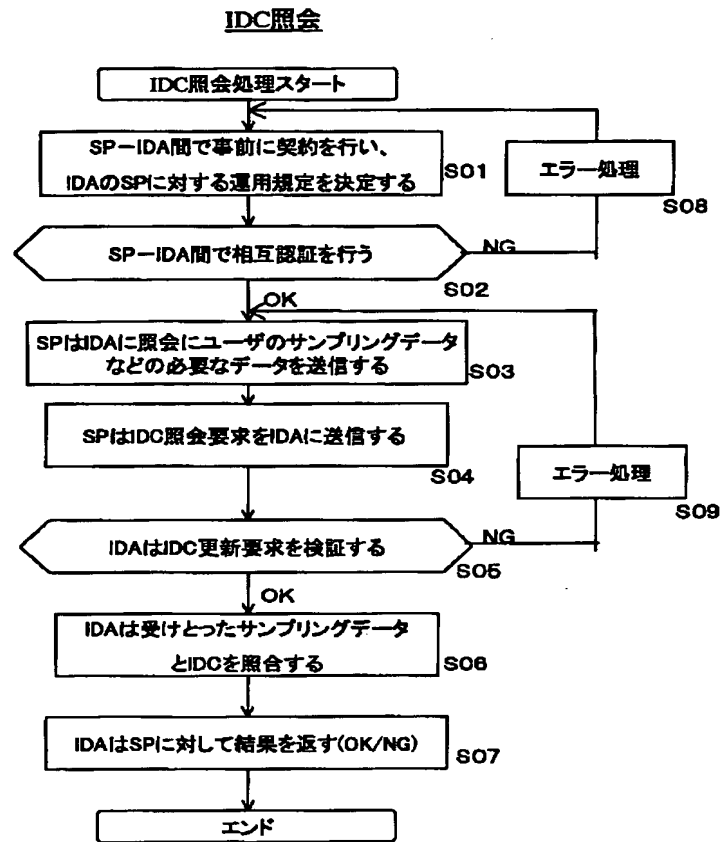 IDC照会
IDC照会処理スタート
SP－IDA間で事前に契約を行い、
IDAのSPに対する運用規定を決定する
S01
エラー処理
S08
SP－IDA間で相互認証を行う
NG
S02
OK
SPはIDAに照会にユーザのサンプリングデータ
などの必要なデータを送信する
S03
SPはIDC照会要求をIDAに送信する
S04
エラー処理
S09
IDAはIDC更新要求を検証する
NG
S05
OK
IDAは受けとったサンプリングデータ
とIDCを照合する
S06
IDAはSPに対して結果を返す(OK/NG)
S07
エンド